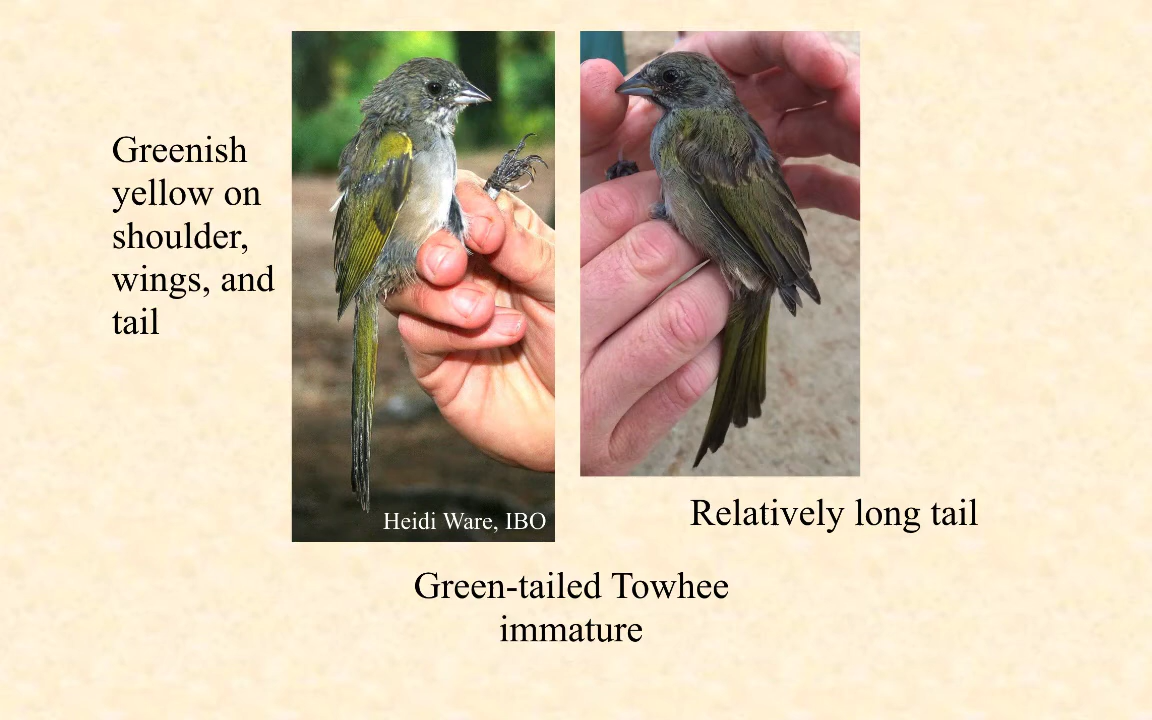 Greenish
yellow on
shoulder,
wings, and
tail
Heidi Ware, IBO
Relatively long tail
Green-tailed Towhee
immature